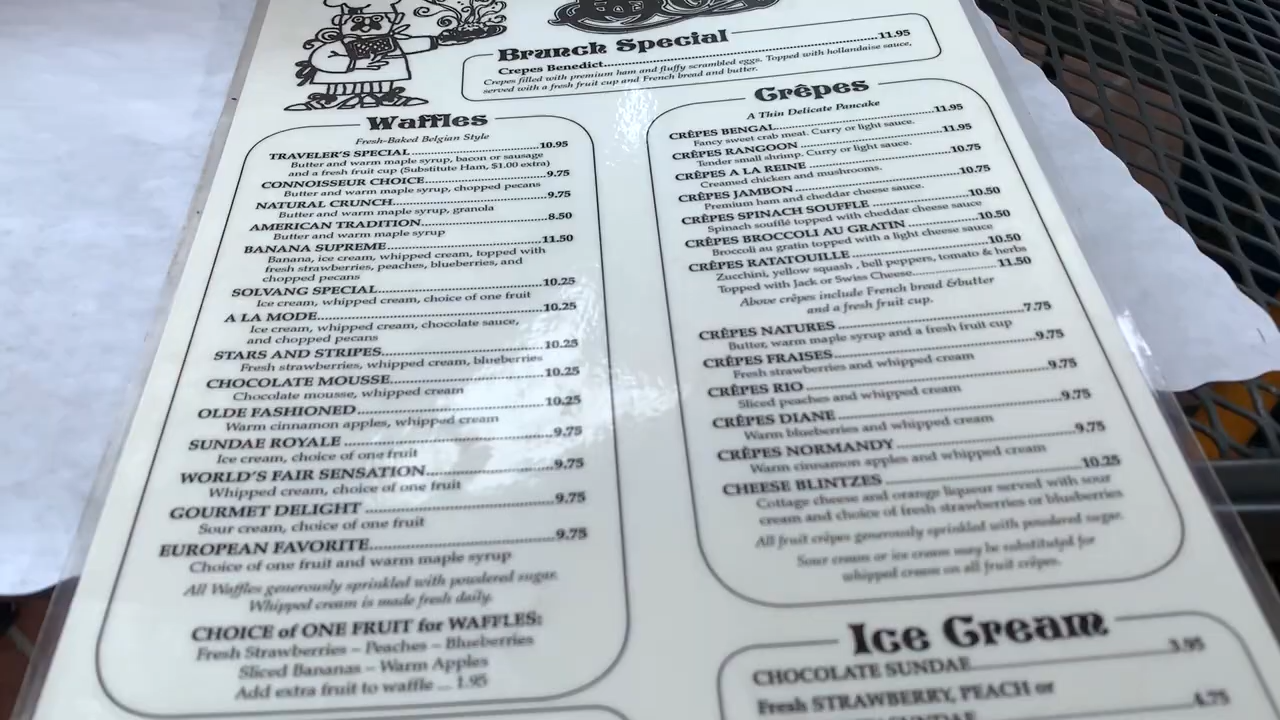 Brunch Special
Crepes Benedict..........11.95
Crepes filled with premium ham and fluffy scrambled eggs. Topped with hollandaise sauce,
served with a fresh fruit cup and French bread and butter.
Waffles
Fresh-Baked Belgian Style
TRAVELER'S SPECIAL..........10.95
Butter and warm maple syrup, bacon or sausage
and a fresh fruit cup (Substitute Ham, $1.00 extra)
CONNOISSEUR CHOICE..........9.75
Butter and warm maple syrup, chopped pecans
NATURAL CRUNCH..........9.75
Butter and warm maple syrup, granola
AMERICAN TRADITION..........8.50
Butter and warm maple syrup
BANANA SUPREME..........11.50
Banana, ice cream, whipped cream, topped with
fresh strawberries, peaches, blueberries, and
chopped pecans
SOLVANG SPECIAL..........10.25
Ice cream, whipped cream, choice of one fruit
A LA MODE..........10.25
Ice cream, whipped cream, chocolate sauce,
and chopped pecans
STARS AND STRIPES..........10.25
Fresh strawberries, whipped cream, blueberries
CHOCOLATE MOUSSE..........10.25
Chocolate mousse, whipped cream
OLDE FASHIONED..........10.25
Warm cinnamon apples, whipped cream
SUNDAE ROYALE..........9.75
Ice cream, choice of one fruit
WORLD'S FAIR SENSATION..........9.75
Whipped cream, choice of one fruit
GOURMET DELIGHT..........9.75
Sour cream, choice of one fruit
EUROPEAN FAVORITE..........9.75
Choice of one fruit and warm maple syrup
All Waffles generously sprinkled with powdered sugar.
Whipped cream is made fresh daily.
CHOICE of ONE FRUIT for WAFFLES:
Fresh Strawberries – Peaches – Blueberries
Sliced Bananas – Warm Apples
Add extra fruit to waffle ... 1.95
Crêpes
A Thin Delicate Pancake
CRÊPES BENGAL..........11.95
Fancy sweet crab meat. Curry or light sauce.
CRÊPES RANGOON..........11.95
Tender small shrimp. Curry or light sauce.
CRÊPES A LA REINE..........10.75
Creamed chicken and mushrooms.
CRÊPES JAMBON..........10.75
Premium ham and cheddar cheese sauce.
CRÊPES SPINACH SOUFFLE..........10.50
Spinach soufflé topped with cheddar cheese sauce
CRÊPES BROCCOLI AU GRATIN..........10.50
Broccoli au gratin topped with a light cheese sauce
CRÊPES RATATOUILLE..........10.50
Zucchini, yellow squash , bell peppers, tomato & herbs
Topped with Jack or Swiss Cheese..........11.50
Above crêpes include French bread &butter
and a fresh fruit cup.
CRÊPES NATURES..........7.75
Butter, warm maple syrup and a fresh fruit cup
CRÊPES FRAISES..........9.75
Fresh strawberries and whipped cream
CRÊPES RIO..........9.75
Sliced peaches and whipped cream
CRÊPES DIANE..........9.75
Warm blueberries and whipped cream
CRÊPES NORMANDY..........9.75
Warm cinnamon apples and whipped cream
CHEESE BLINTZES..........10.25
Cottage cheese and orange liqueur served with sour
cream and choice of fresh strawberries or blueberries
All fruit crêpes generously sprinkled with powdered sugar.
Sour cream or ice cream may be substituted for
whipped cream on all fruit crêpes.
Ice Cream
CHOCOLATE SUNDAE..........3.95
Fresh STRAWBERRY, PEACH or
SUNDAE..........4.75